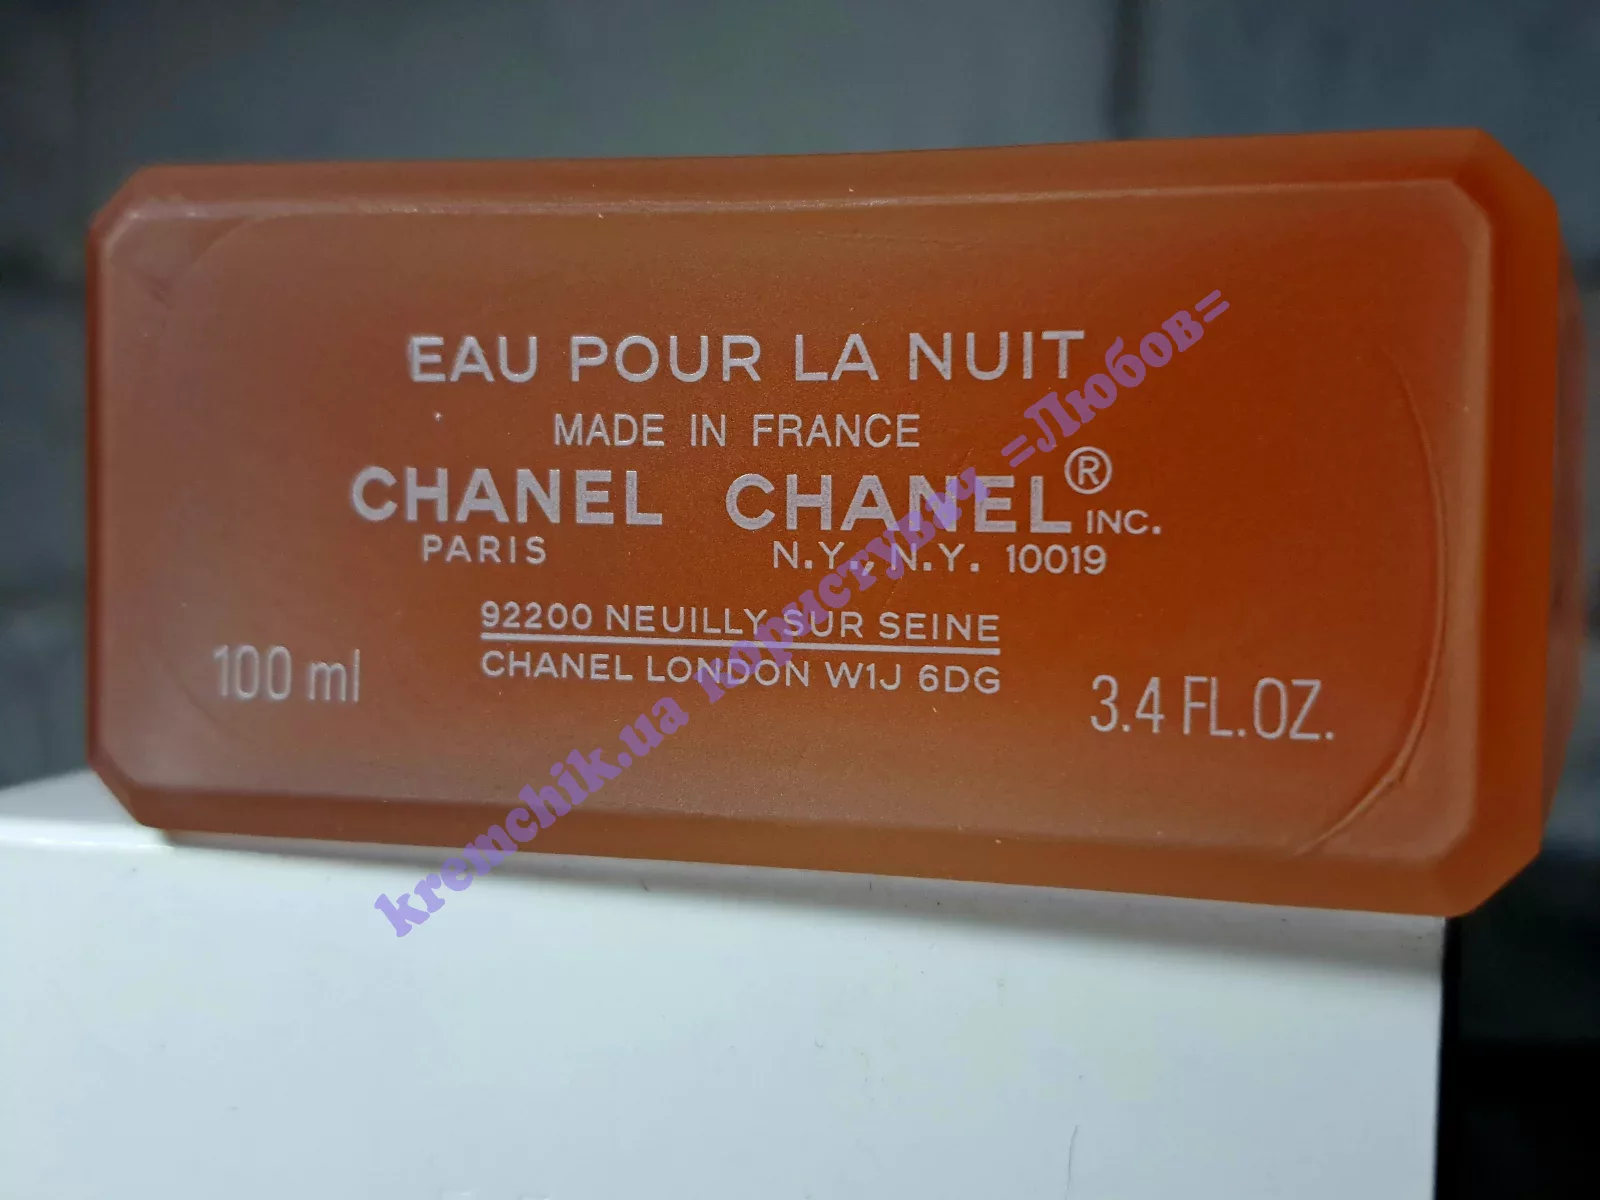 EAU POUR LA NUIT
MADE IN FRANCE
CHANEL CHANEL® INC.
PARIS N.Y., N.Y. 10019
92200 NEUILLY SUR SEINE
CHANEL LONDON W1J 6DG
100 ml 3.4 FL.OZ.
kremchik.ua користувач =Любов=